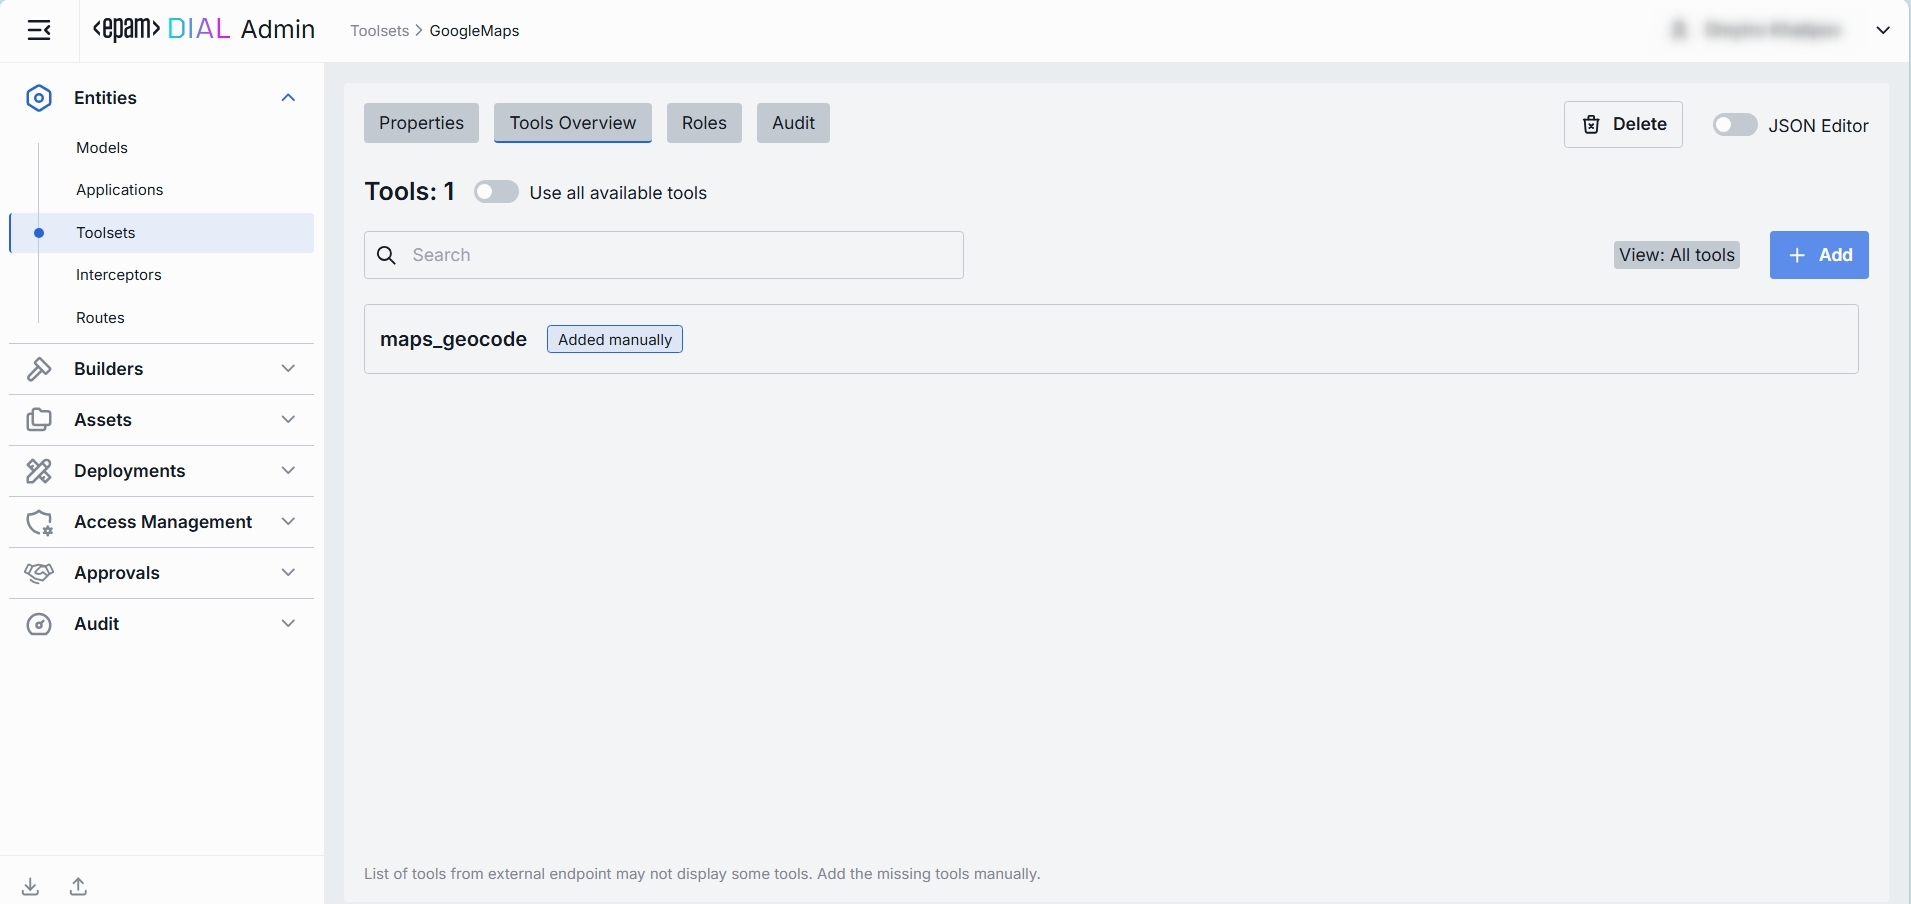 <epam> DIAL Admin
Toolsets > GoogleMaps
Entities
Models
Applications
Toolsets
Interceptors
Routes
Builders
Assets
Deployments
Access Management
Approvals
Audit
Properties Tools Overview Roles Audit
Delete JSON Editor
Tools: 1 Use all available tools
Search View: All tools + Add
maps_geocode Added manually
List of tools from external endpoint may not display some tools. Add the missing tools manually.